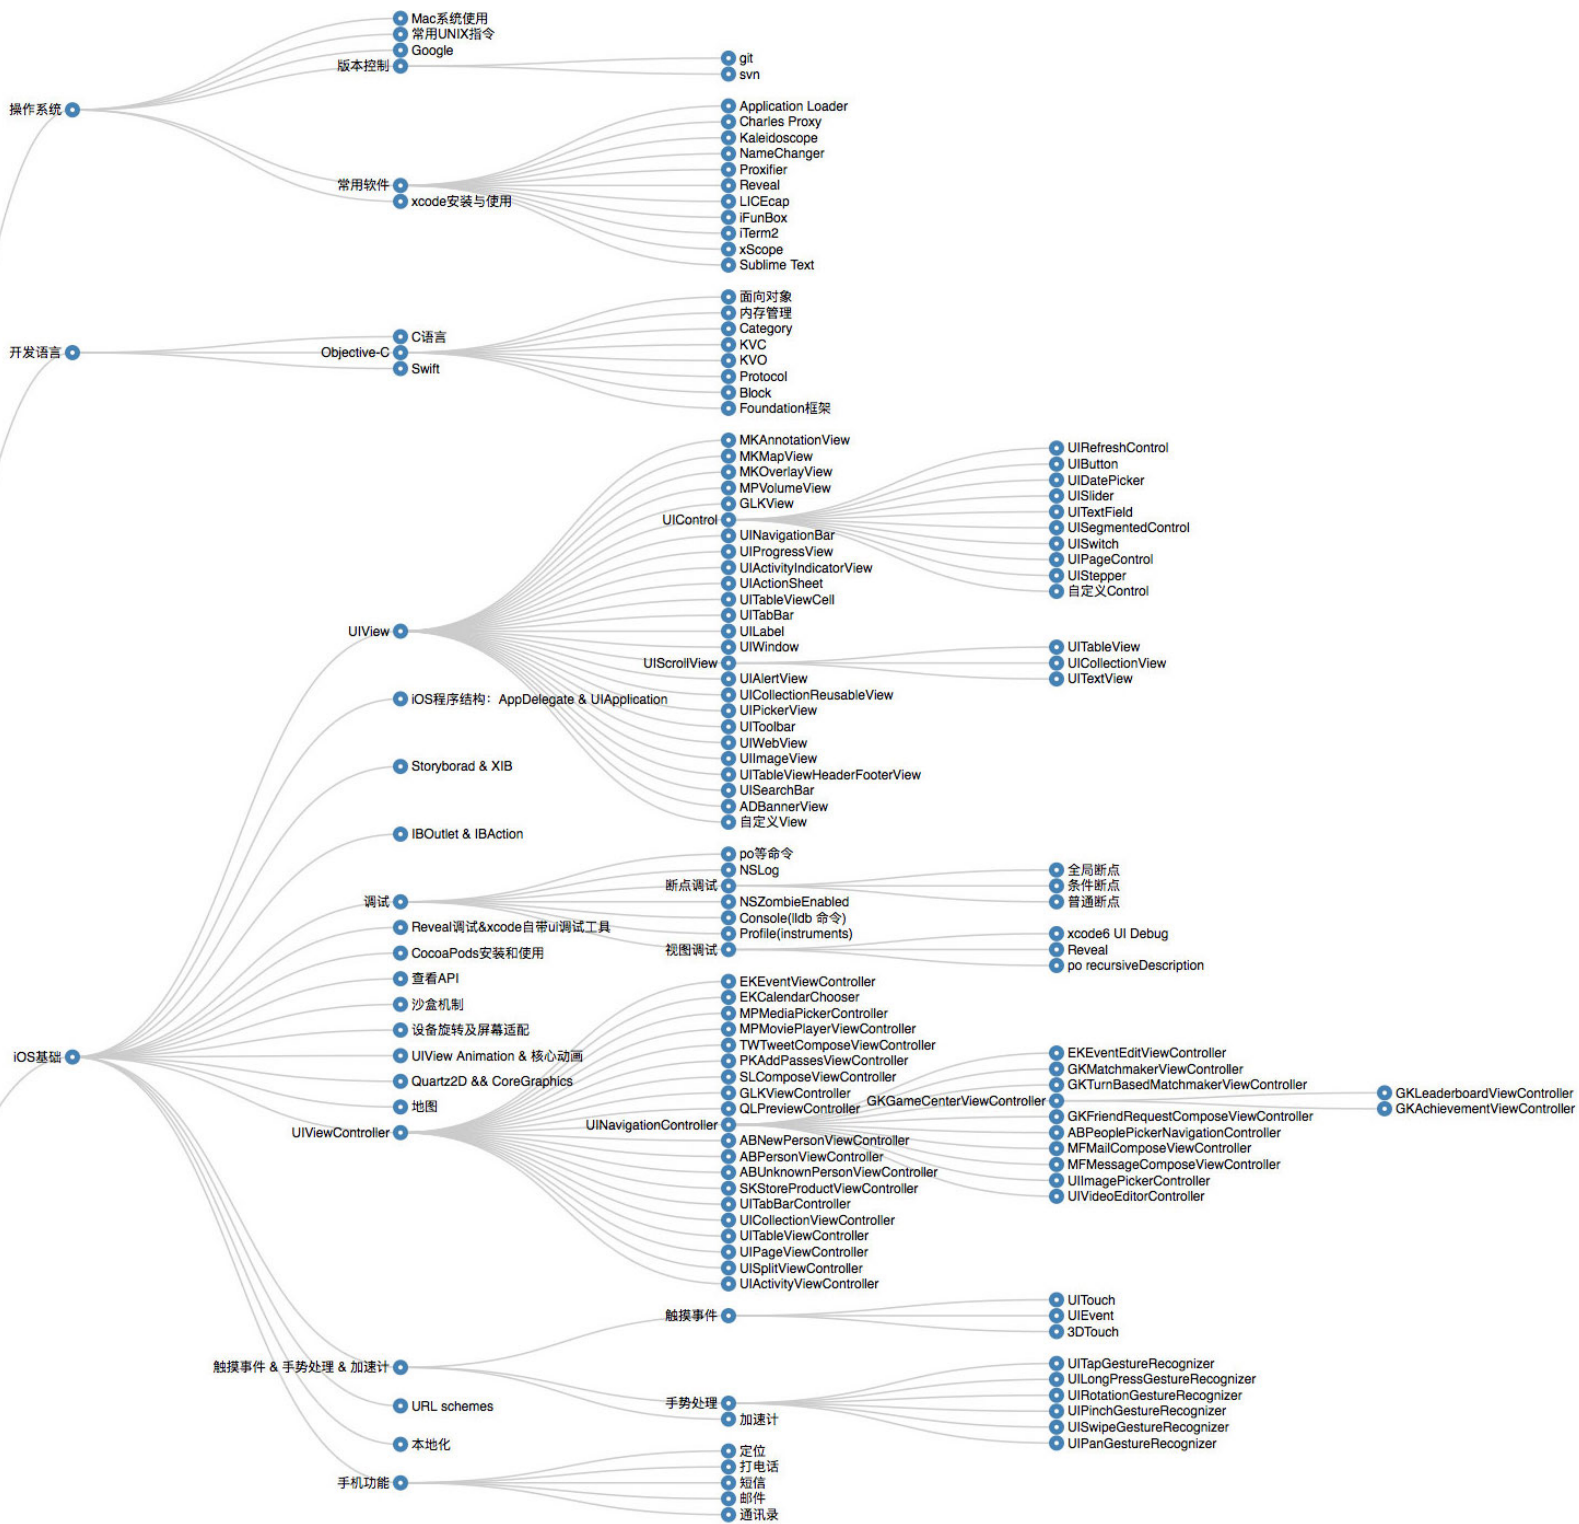 Mac系统使用
常用UNIX指令
Google
版本控制
git
svn
操作系统
Application Loader
Charles Proxy
Kaleidoscope
NameChanger
Proxifier
常用软件
Reveal
xcode安装与使用
LICEcap
iFunBox
iTerm2
xScope
Sublime Text
面向对象
内存管理
Category
C语言
KVC
开发语言
Objective-C
KVO
Swift
Protocol
Block
Foundation框架
MKAnnotationView
MKMapView
MKOverlayView
MPVolumeView
GLKView
UIControl
UIRefreshControl
UIButton
UIDatePicker
UISlider
UITextField
UISegmentedControl
UISwitch
UIPageControl
UIStepper
自定义Control
UINavigationBar
UIProgressView
UIActivityIndicatorView
UIActionSheet
UITableViewCell
UITabBar
UIView
UILabel
UIWindow
UIScrollView
UITableView
UICollectionView
UITextView
UIAlertView
UICollectionReusableView
iOS程序结构：AppDelegate & UIApplication
UIPickerView
UIToolbar
UIWebView
UIImageView
Storyborad & XIB
UITableViewHeaderFooterView
UISearchBar
ADBannerView
自定义View
IBOutlet & IBAction
po等命令
NSLog
断点调试
全局断点
条件断点
普通断点
调试
NSZombieEnabled
Console(lldb 命令)
Profile(instruments)
视图调试
xcode6 UI Debug
Reveal
po recursiveDescription
Reveal调试&xcode自带ui调试工具
CocoaPods安装和使用
查看API
沙盒机制
设备旋转及屏幕适配
iOS基础
UIView Animation & 核心动画
Quartz2D && CoreGraphics
地图
UIViewController
EKEventViewController
EKCalendarChooser
MPMediaPickerController
MPMoviePlayerViewController
TWTweetComposeViewController
PKAddPassesViewController
SLComposeViewController
GLKViewController
QLPreviewController
UINavigationController
EKEventEditViewController
GKMatchmakerViewController
GKTurnBasedMatchmakerViewController
GKGameCenterViewController
GKLeaderboardViewController
GKAchievementViewController
GKFriendRequestComposeViewController
ABPeoplePickerNavigationController
MFMailComposeViewController
MFMessageComposeViewController
UIImagePickerController
UIVideoEditorController
ABNewPersonViewController
ABPersonViewController
ABUnknownPersonViewController
SKStoreProductViewController
UITabBarController
UICollectionViewController
UITableViewController
UIPageViewController
UISplitViewController
UIActivityViewController
触摸事件
UITouch
UIEvent
3DTouch
触摸事件 & 手势处理 & 加速计
手势处理
UITapGestureRecognizer
UILongPressGestureRecognizer
UIRotationGestureRecognizer
UIPinchGestureRecognizer
UISwipeGestureRecognizer
UIPanGestureRecognizer
加速计
URL schemes
本地化
手机功能
定位
打电话
短信
邮件
通讯录